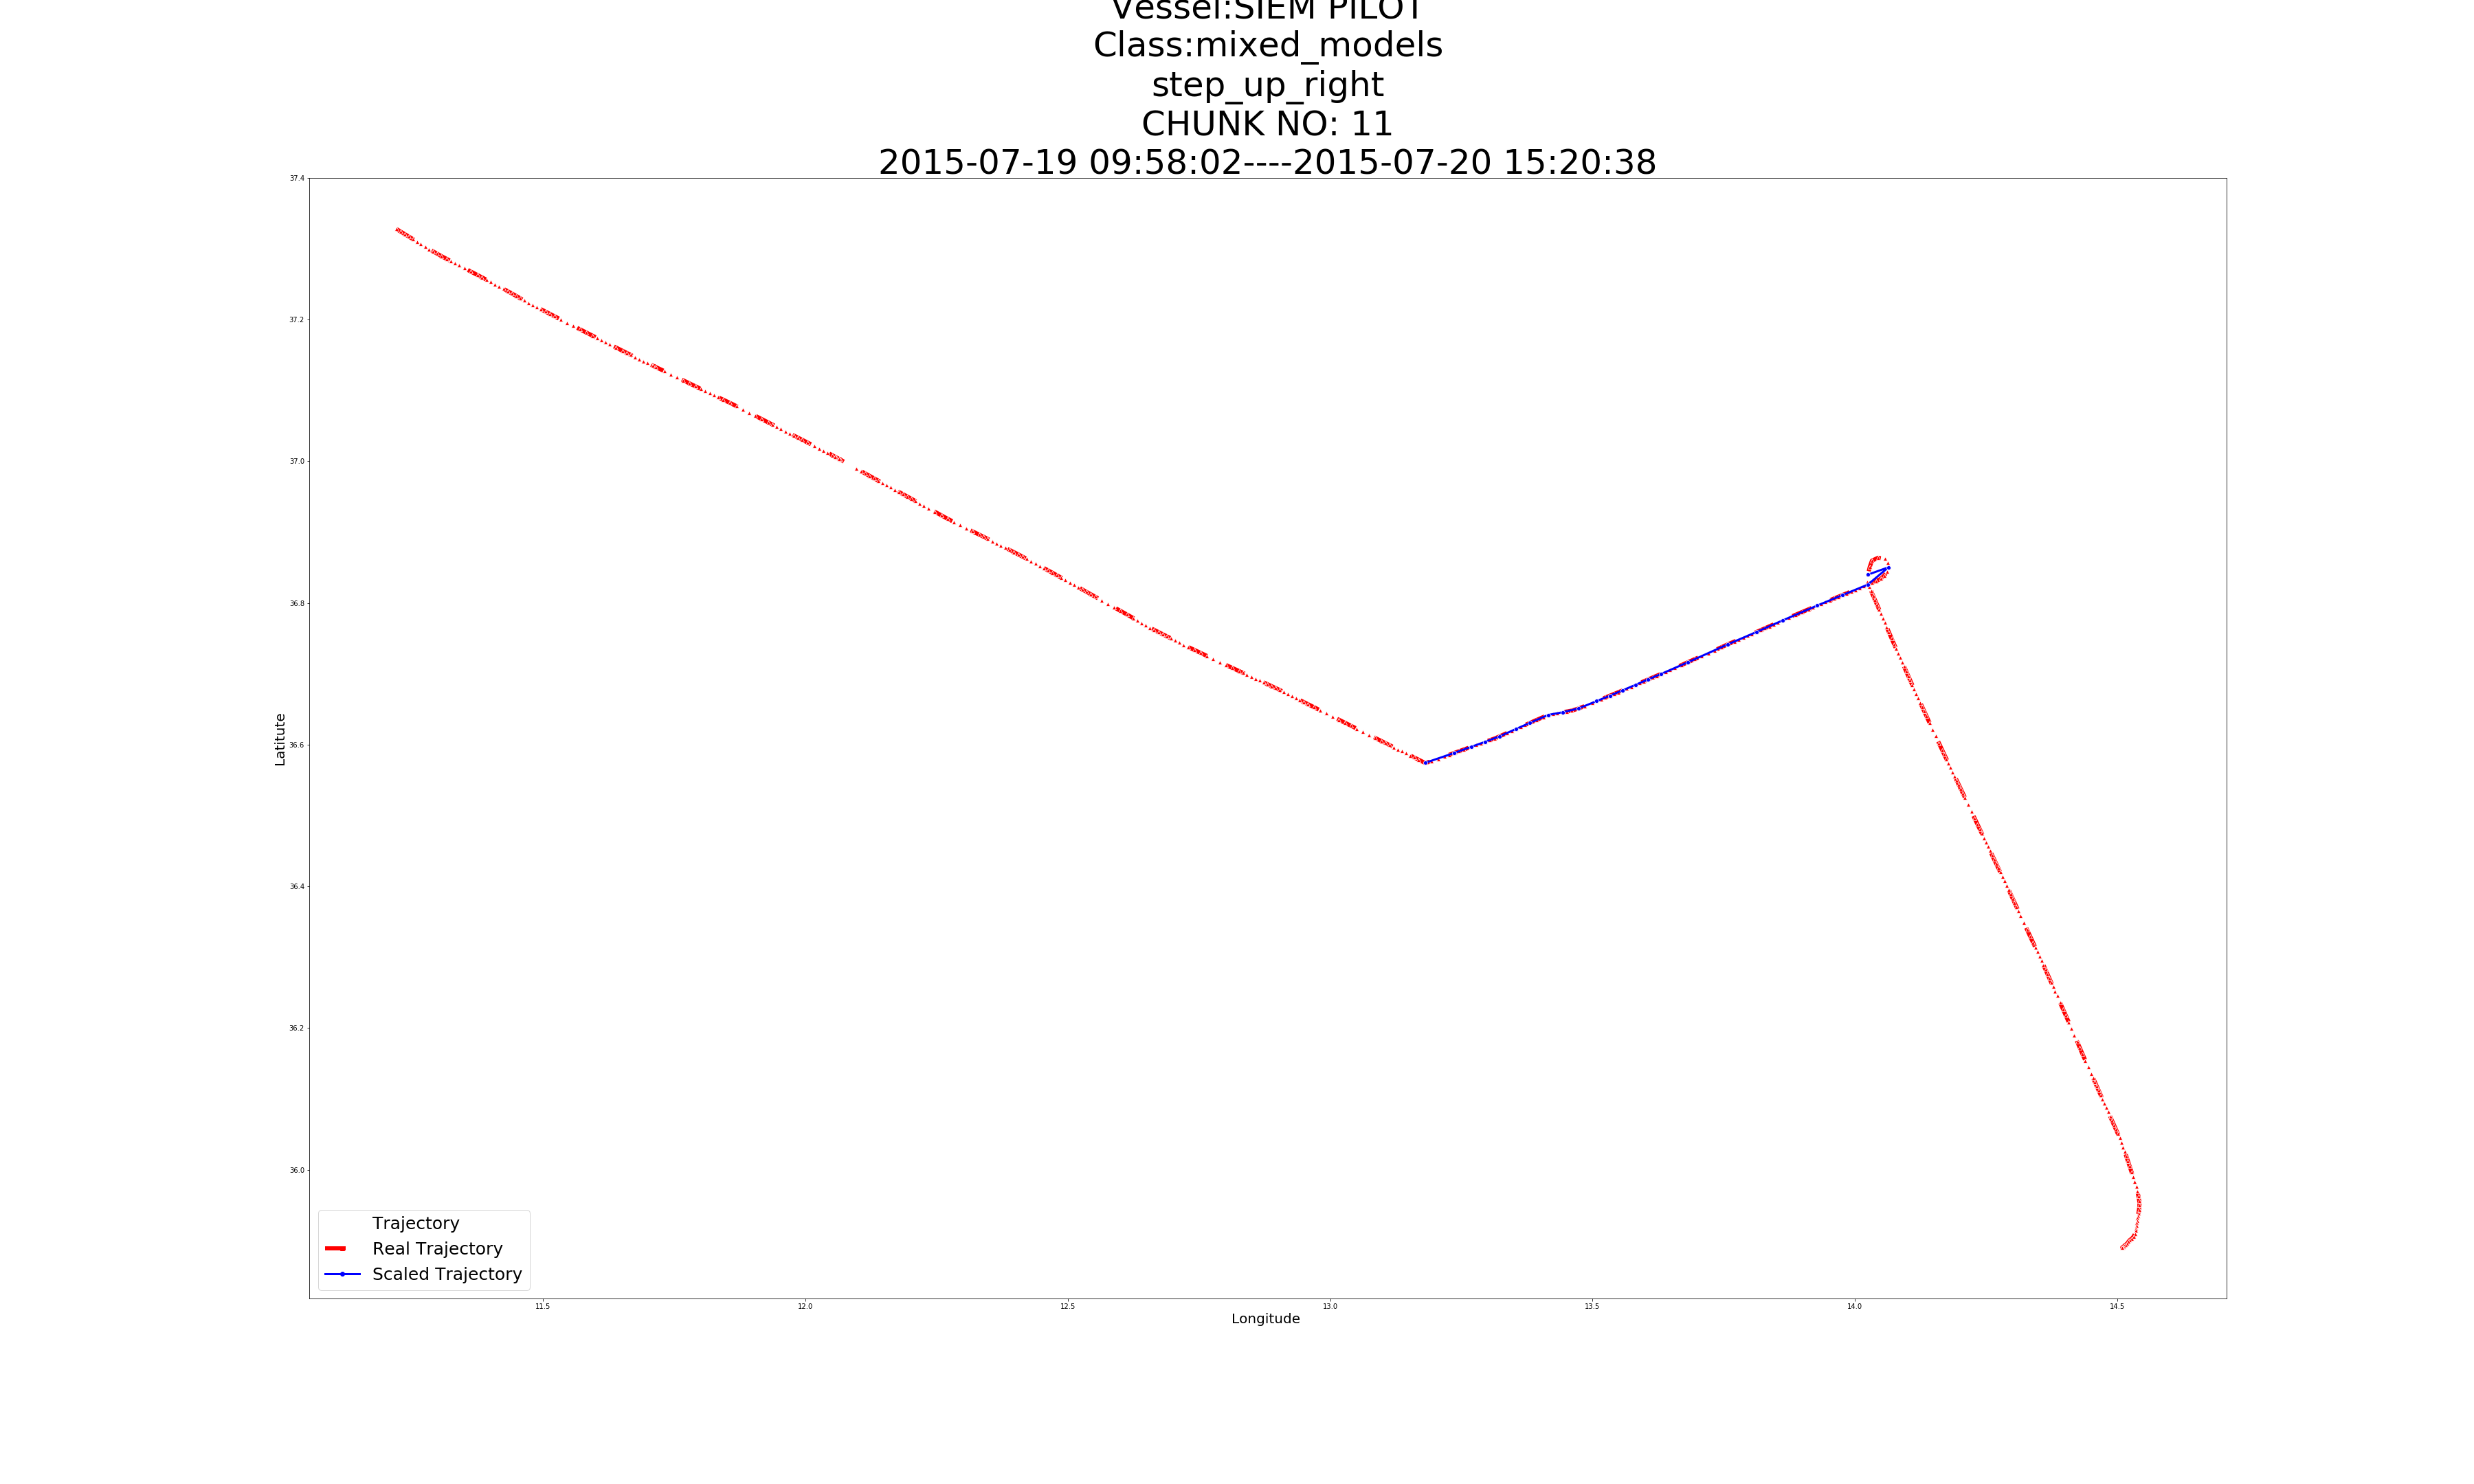 Vessel:SIEM PILOT
Class:mixed_models
step_up_right
CHUNK NO: 11
2015-07-19 09:58:02----2015-07-20 15:20:38
37.4
37.2
37.0
36.8
36.6
36.4
36.2
36.0
Latitute
Trajectory
Real Trajectory
Scaled Trajectory
11.5 12.0 12.5 13.0 13.5 14.0 14.5
Longitude